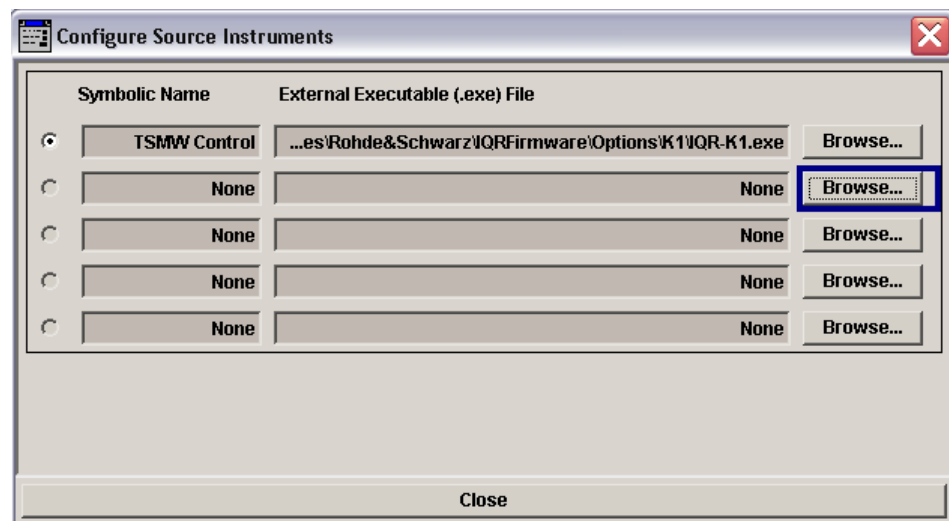 Configure Source Instruments
Symbolic Name External Executable (.exe) File
TSMW Control ...es\Rohde&Schwarz\IQRFirmware\Options\K1\IQR-K1.exe Browse...
None None Browse...
None None Browse...
None None Browse...
None None Browse...
Close